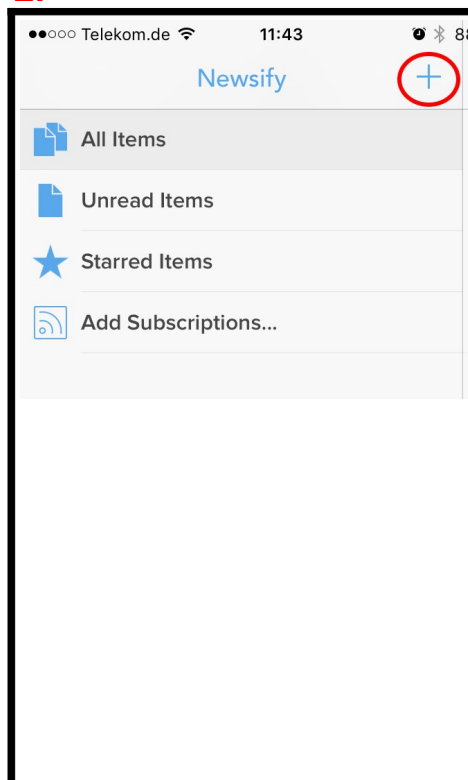 Telekom.de 11:43
Newsify
All Items
Unread Items
Starred Items
Add Subscriptions...